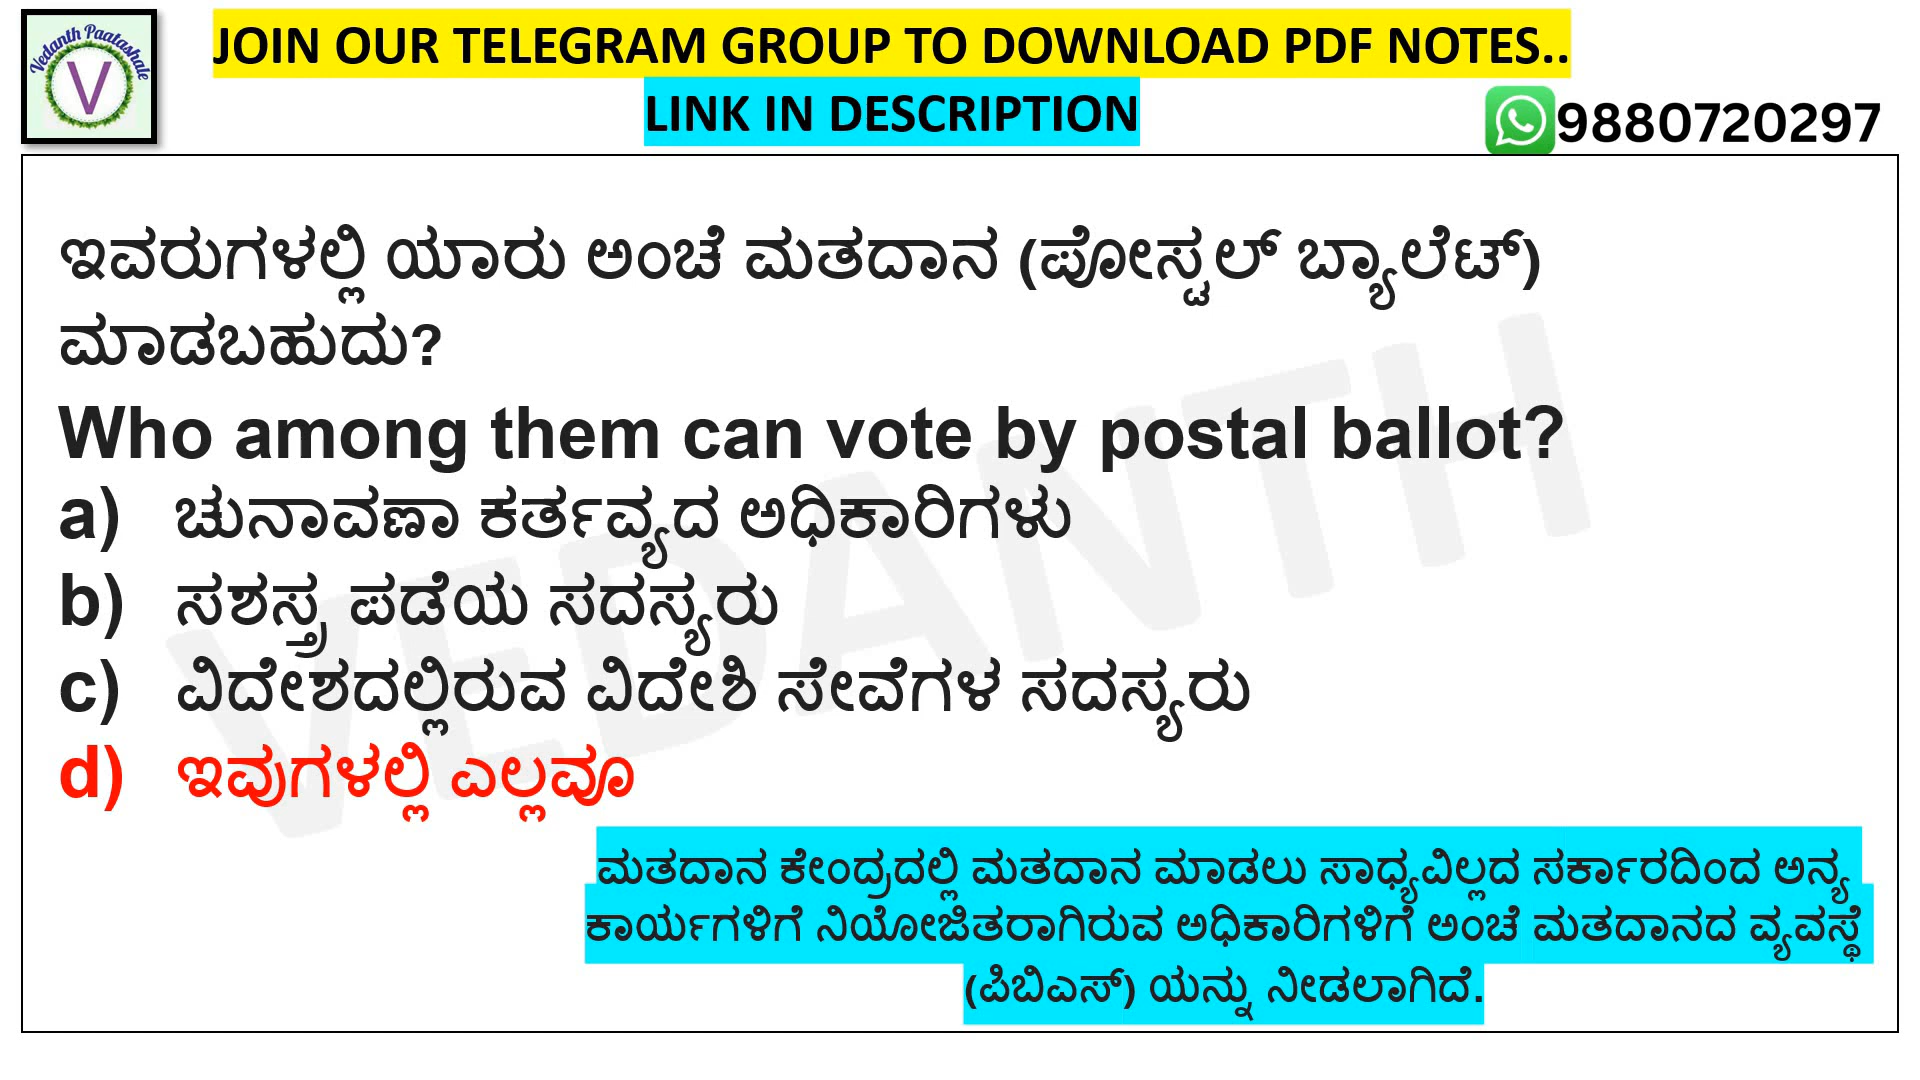 Vedanth Paatashale
V
JOIN OUR TELEGRAM GROUP TO DOWNLOAD PDF NOTES..
LINK IN DESCRIPTION
9880720297
ಇವರುಗಳಲ್ಲಿ ಯಾರು ಅಂಚೆ ಮತದಾನ (ಪೋಸ್ಟಲ್ ಬ್ಯಾಲೆಟ್)
ಮಾಡಬಹುದು?
Who among them can vote by postal ballot?
a) ಚುನಾವಣಾ ಕರ್ತವ್ಯದ ಅಧಿಕಾರಿಗಳು
b) ಸಶಸ್ತ್ರ ಪಡೆಯ ಸದಸ್ಯರು
c) ವಿದೇಶದಲ್ಲಿರುವ ವಿದೇಶಿ ಸೇವೆಗಳ ಸದಸ್ಯರು
d) ಇವುಗಳಲ್ಲಿ ಎಲ್ಲವೂ
VEDANTH
ಮತದಾನ ಕೇಂದ್ರದಲ್ಲಿ ಮತದಾನ ಮಾಡಲು ಸಾಧ್ಯವಿಲ್ಲದ ಸರ್ಕಾರದಿಂದ ಅನ್ಯ
ಕಾರ್ಯಗಳಿಗೆ ನಿಯೋಜಿತರಾಗಿರುವ ಅಧಿಕಾರಿಗಳಿಗೆ ಅಂಚೆ ಮತದಾನದ ವ್ಯವಸ್ಥೆ
(ಪಿಬಿಎಸ್) ಯನ್ನು ನೀಡಲಾಗಿದೆ.